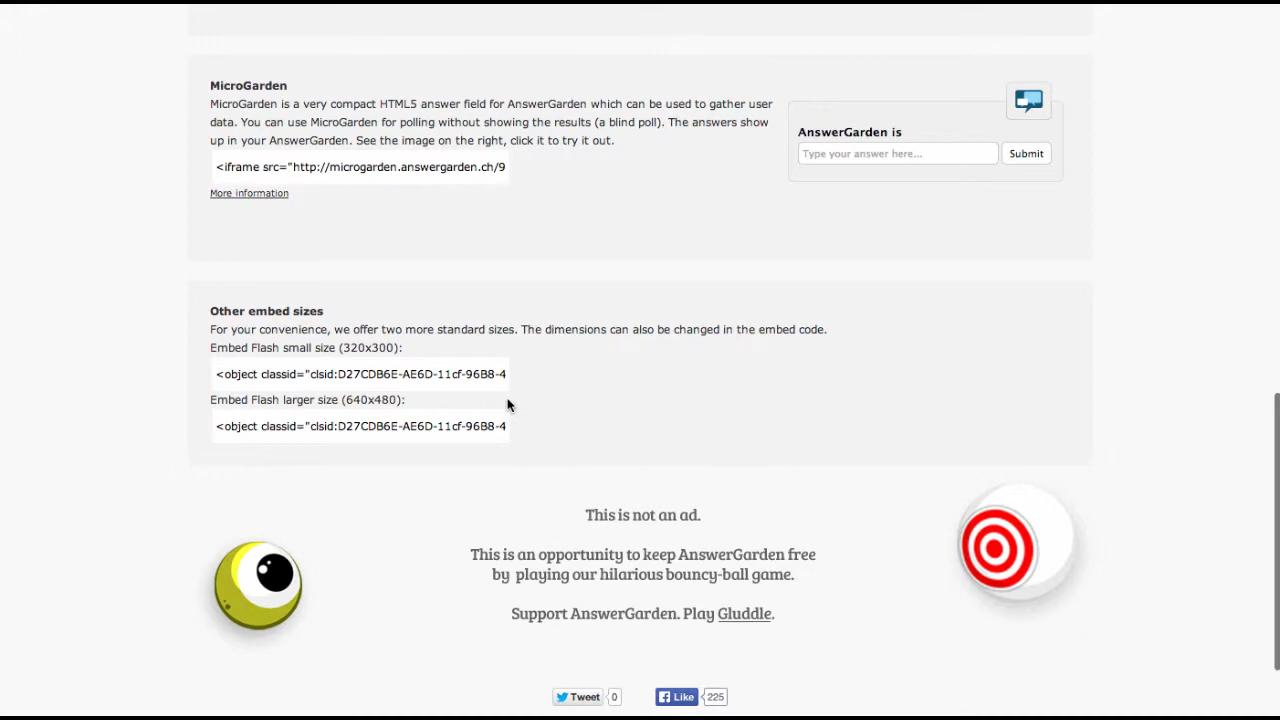 MicroGarden
MicroGarden is a very compact HTML5 answer field for AnswerGarden which can be used to gather user
data. You can use MicroGarden for polling without showing the results (a blind poll). The answers show
up in your AnswerGarden. See the image on the right, click it to try it out.
<iframe src="http://microgarden.answergarden.ch/9
More information
AnswerGarden is
Type your answer here...
Submit
Other embed sizes
For your convenience, we offer two more standard sizes. The dimensions can also be changed in the embed code.
Embed Flash small size (320x300):
<object classid="clsid:D27CDB6E-AE6D-11cf-96B8-4
Embed Flash larger size (640x480):
<object classid="clsid:D27CDB6E-AE6D-11cf-96B8-4
This is not an ad.
This is an opportunity to keep AnswerGarden free
by playing our hilarious bouncy-ball game.
Support AnswerGarden. Play Gluddle.
Tweet 0
Like 225